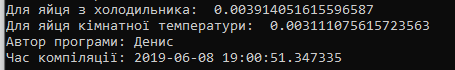 Для яйця з холодильника:  0.003914051615596587
Для яйця кімнатної температури:  0.003111075615723563
Автор програми: Денис
Час компіляції: 2019-06-08 19:00:51.347335